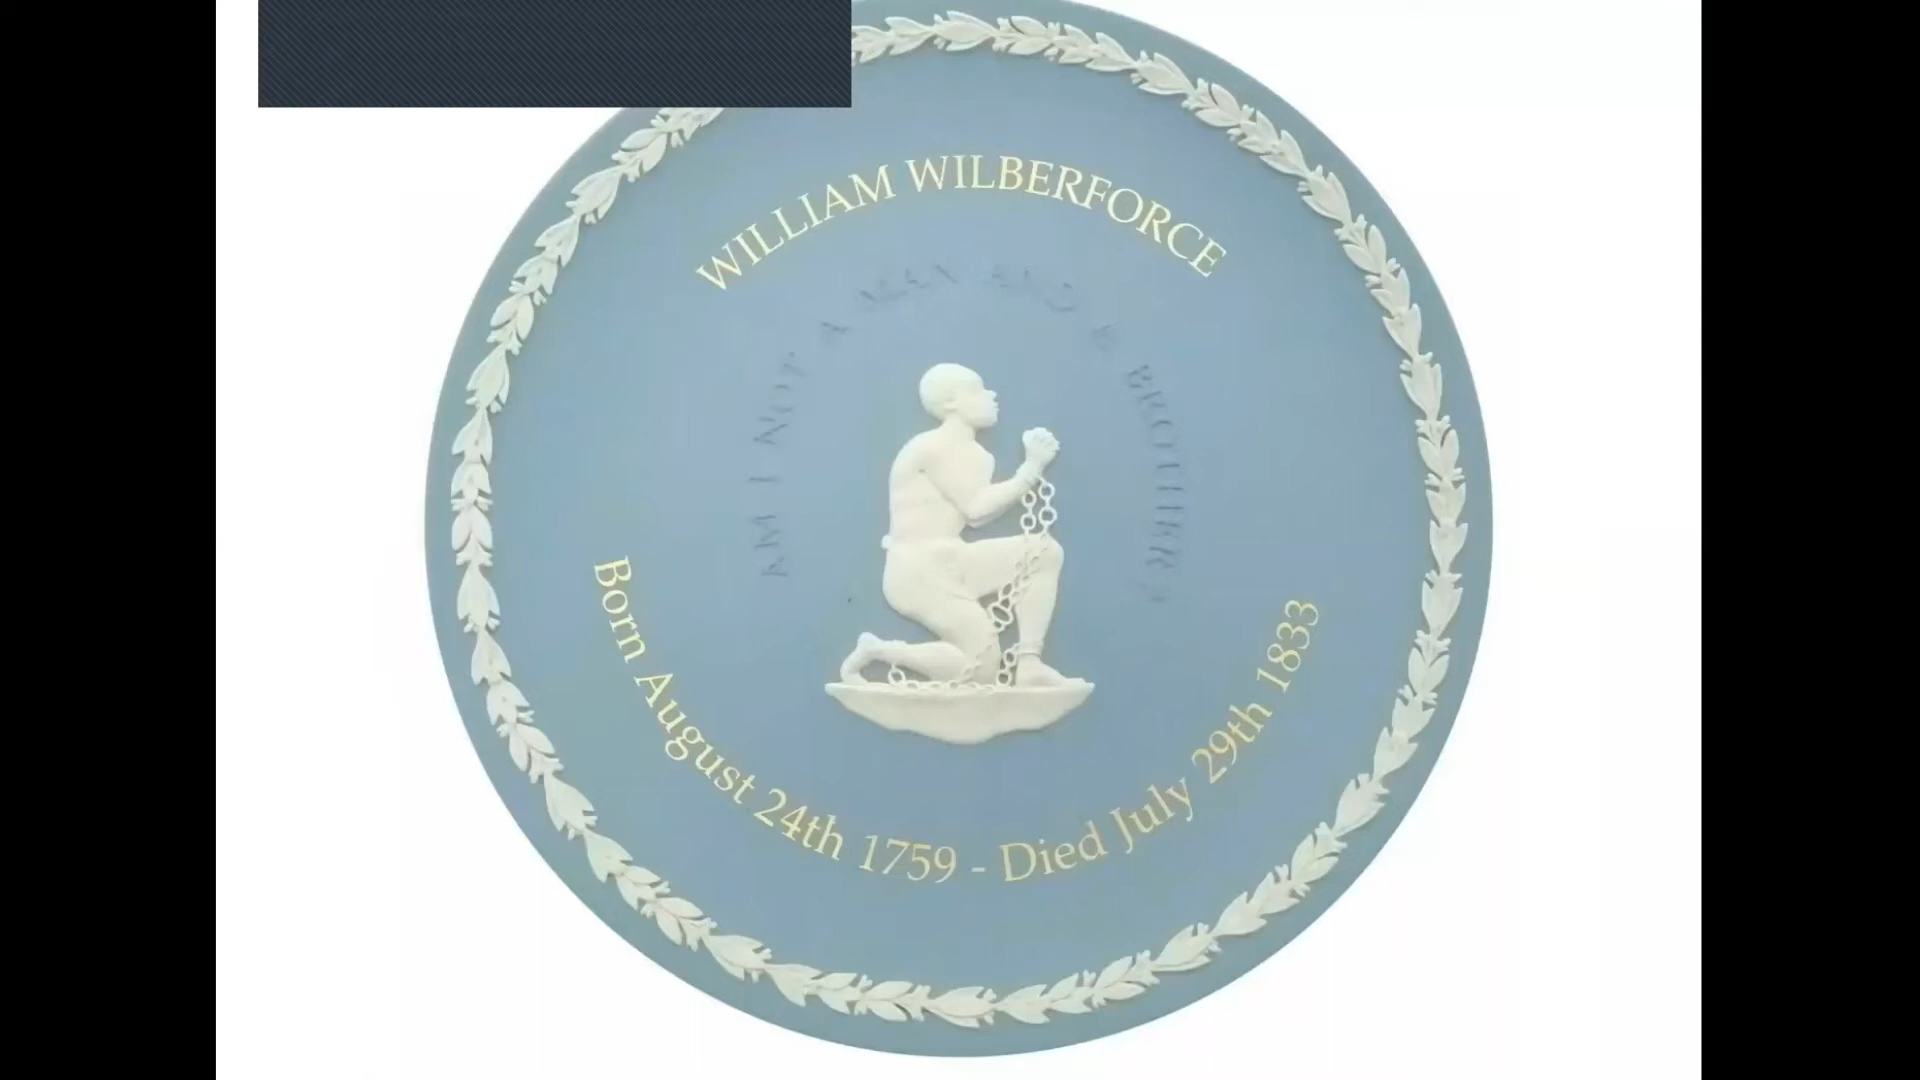 WILLIAM WILBERFORCE
AM I NOT A MAN AND A BROTHER?
Born August 24th 1759 - Died July 29th 1833